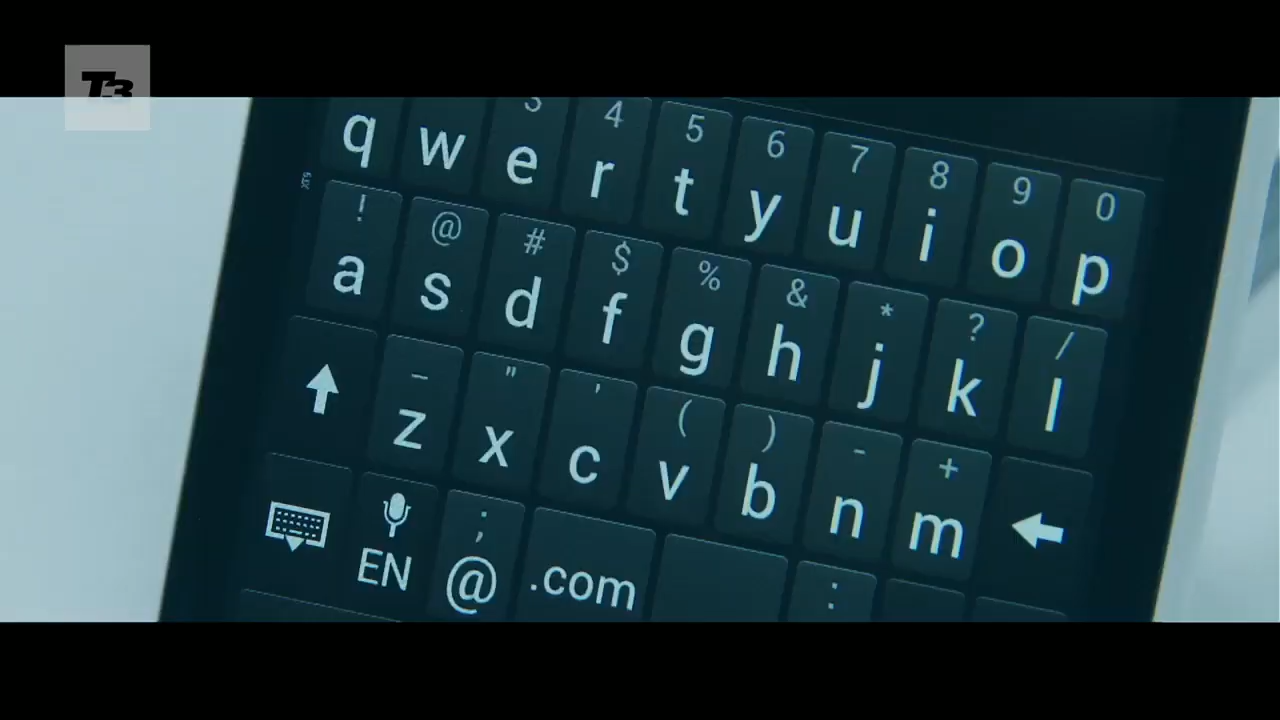 T3
3 4 5 6 7 8 9 0
q w e r t y u i o p
! @ # $ % & * ? /
a s d f g h j k l
_ " ' ( ) - +
z x c v b n m
; :
EN @ .com